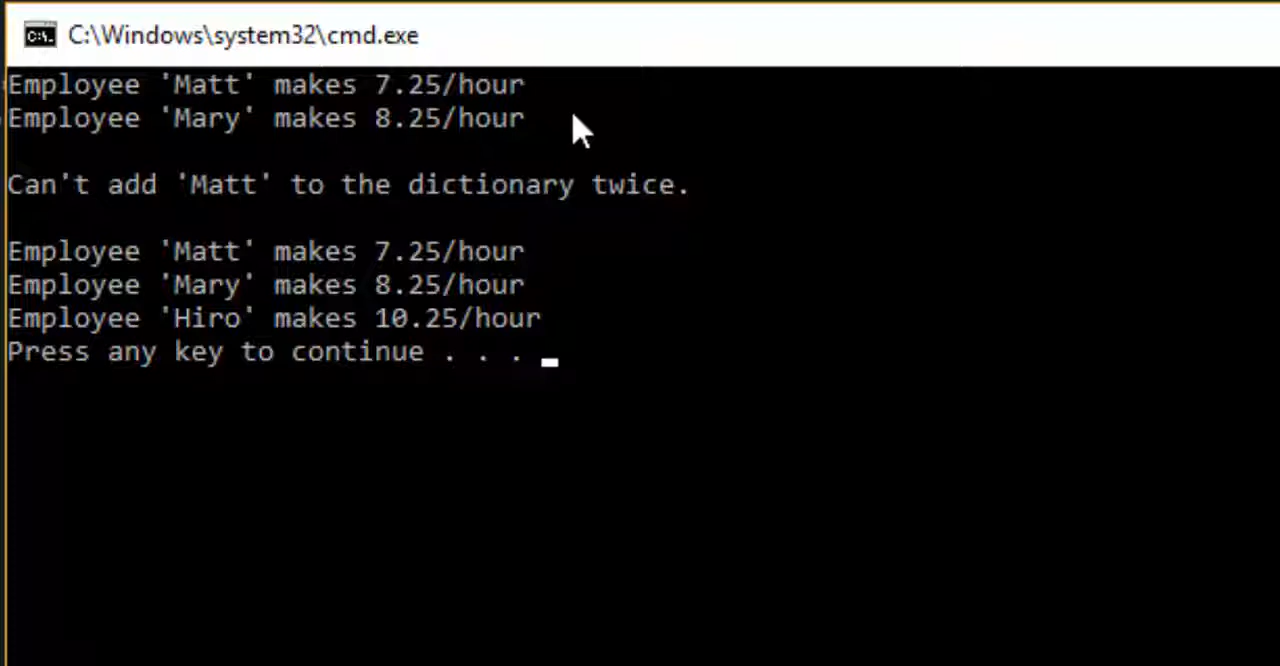 C:\Windows\system32\cmd.exe
Employee 'Matt' makes 7.25/hour
Employee 'Mary' makes 8.25/hour
Can't add 'Matt' to the dictionary twice.
Employee 'Matt' makes 7.25/hour
Employee 'Mary' makes 8.25/hour
Employee 'Hiro' makes 10.25/hour
Press any key to continue . . .